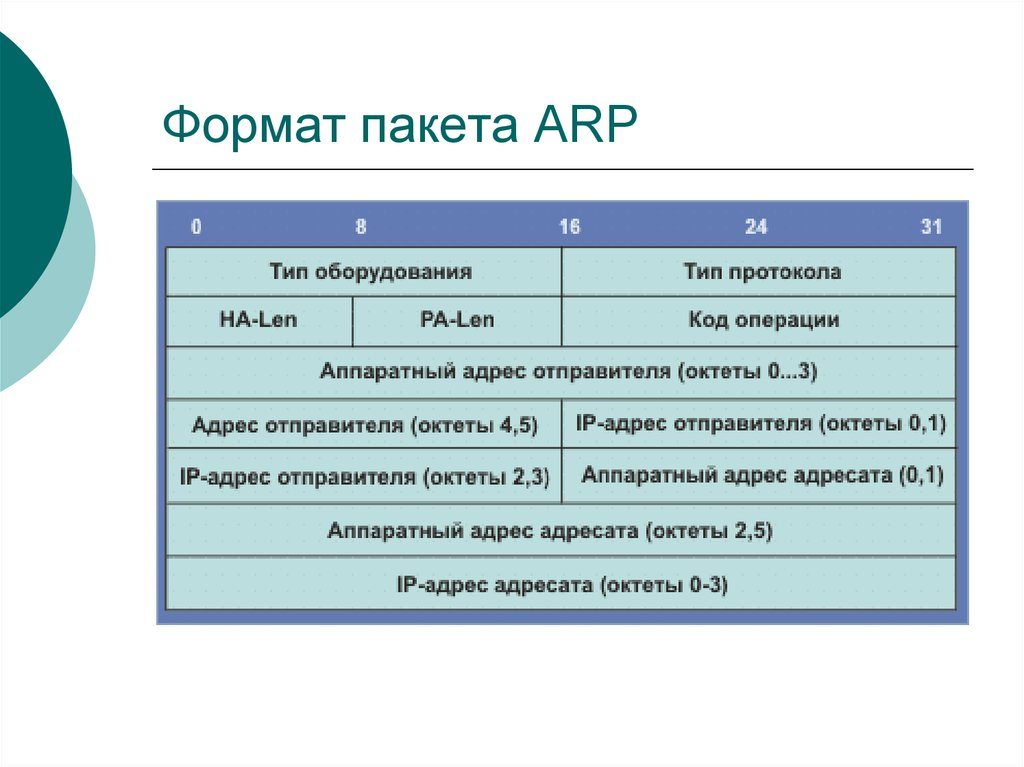 Формат пакета ARP
0 8 16 24 31
Тип оборудования Тип протокола
HA-Len PA-Len Код операции
Аппаратный адрес отправителя (октеты 0...3)
Адрес отправителя (октеты 4,5) IP-адрес отправителя (октеты 0,1)
IP-адрес отправителя (октеты 2,3) Аппаратный адрес адресата (0,1)
Аппаратный адрес адресата (октеты 2,5)
IP-адрес адресата (октеты 0-3)